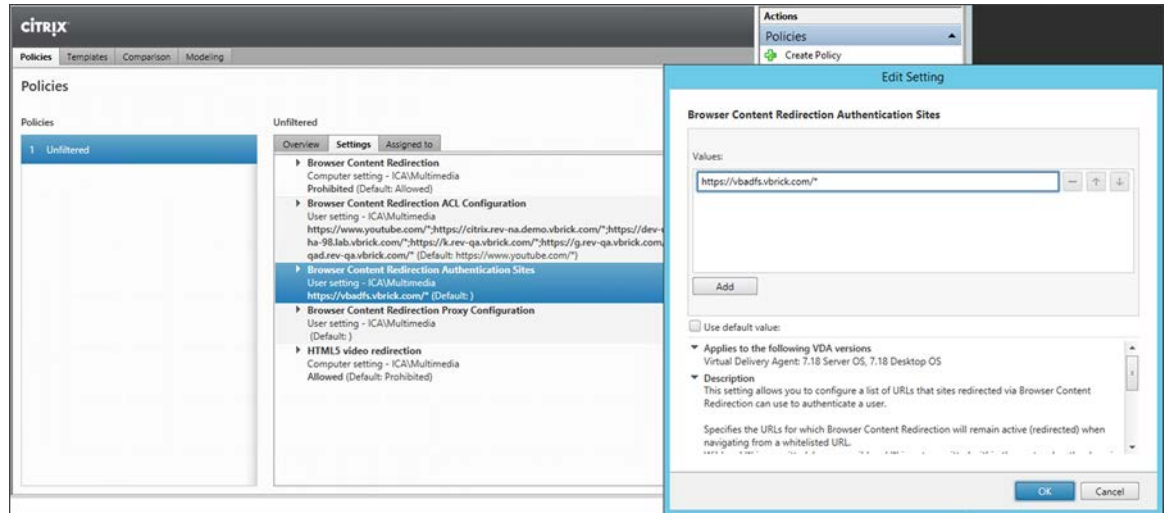 CİTRIX
Policies Templates Comparison Modeling
Policies
Policies
1 Unfiltered
Unfiltered
Overview Settings Assigned to
Browser Content Redirection
Computer setting - ICA\Multimedia
Prohibited (Default: Allowed)
Browser Content Redirection ACL Configuration
User setting - ICA\Multimedia
https://www.youtube.com/*;https://citrix.rev-na.demo.vbrick.com/*;https://dev-
ha-98.lab.vbrick.com/*;https://k.rev-qa.vbrick.com/*;https://g.rev-qa.vbrick.com,
qad.rev-qa.vbrick.com/* (Default: https://www.youtube.com/*)
Browser Content Redirection Authentication Sites
User setting - ICA\Multimedia
https://vbadfs.vbrick.com/* (Default: )
Browser Content Redirection Proxy Configuration
User setting - ICA\Multimedia
(Default: )
HTML5 video redirection
Computer setting - ICA\Multimedia
Allowed (Default: Prohibited)
Actions
Policies
Create Policy
Edit Setting
Browser Content Redirection Authentication Sites
Values:
https://vbadfs.vbrick.com/*
Add
Use default value:
Applies to the following VDA versions
Virtual Delivery Agent: 7.18 Server OS, 7.18 Desktop OS
Description
This setting allows you to configure a list of URLs that sites redirected via Browser Content
Redirection can use to authenticate a user.
Specifies the URLs for which Browser Content Redirection will remain active (redirected) when
navigating from a whitelisted URL.
OK Cancel